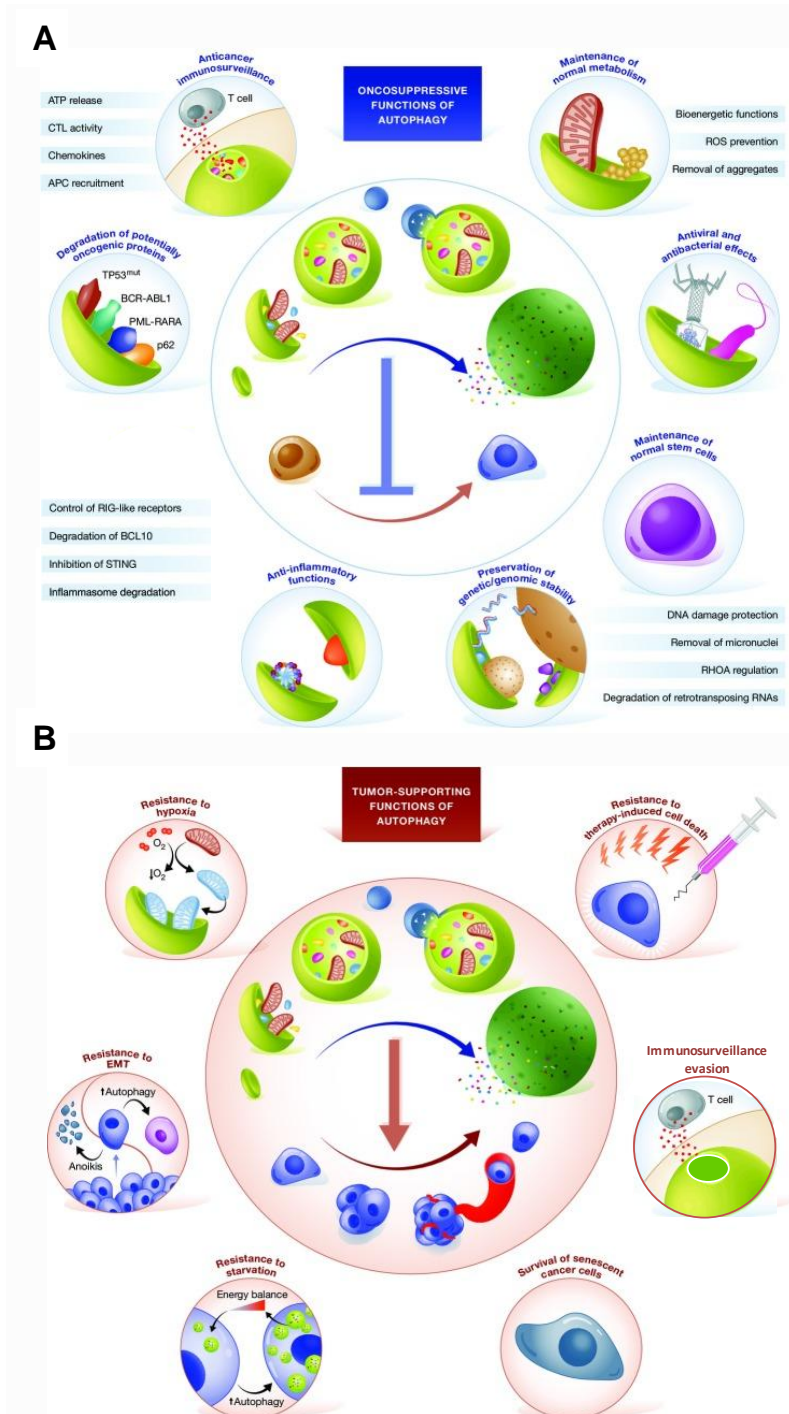 A
Anticancer
immunosurveillance
T cell
ATP release
CTL activity
Chemokines
APC recruitment
ONCOSUPPRESSIVE
FUNCTIONS OF
AUTOPHAGY
Maintenance of
normal metabolism
Bioenergetic functions
ROS prevention
Removal of aggregates
Degradation of potentially
oncogenic proteins
TP53mut
BCR-ABL1
PML-RARA
p62
Antiviral and
antibacterial effects
Maintenance of
normal stem cells
Control of RIG-like receptors
Degradation of BCL10
Inhibition of STING
Inflammasome degradation
Anti-inflammatory
functions
Preservation of
genetic/genomic stability
DNA damage protection
Removal of micronuclei
RHOA regulation
Degradation of retrotransposing RNAs
B
Resistance to
hypoxia
O2
↓O2
TUMOR-SUPPORTING
FUNCTIONS OF
AUTOPHAGY
Resistance to
therapy-induced cell death
Resistance to
EMT
↑Autophagy
Anoikis
Immunosurveillance
evasion
T cell
Resistance to
starvation
Energy balance
↑Autophagy
Survival of senescent
cancer cells